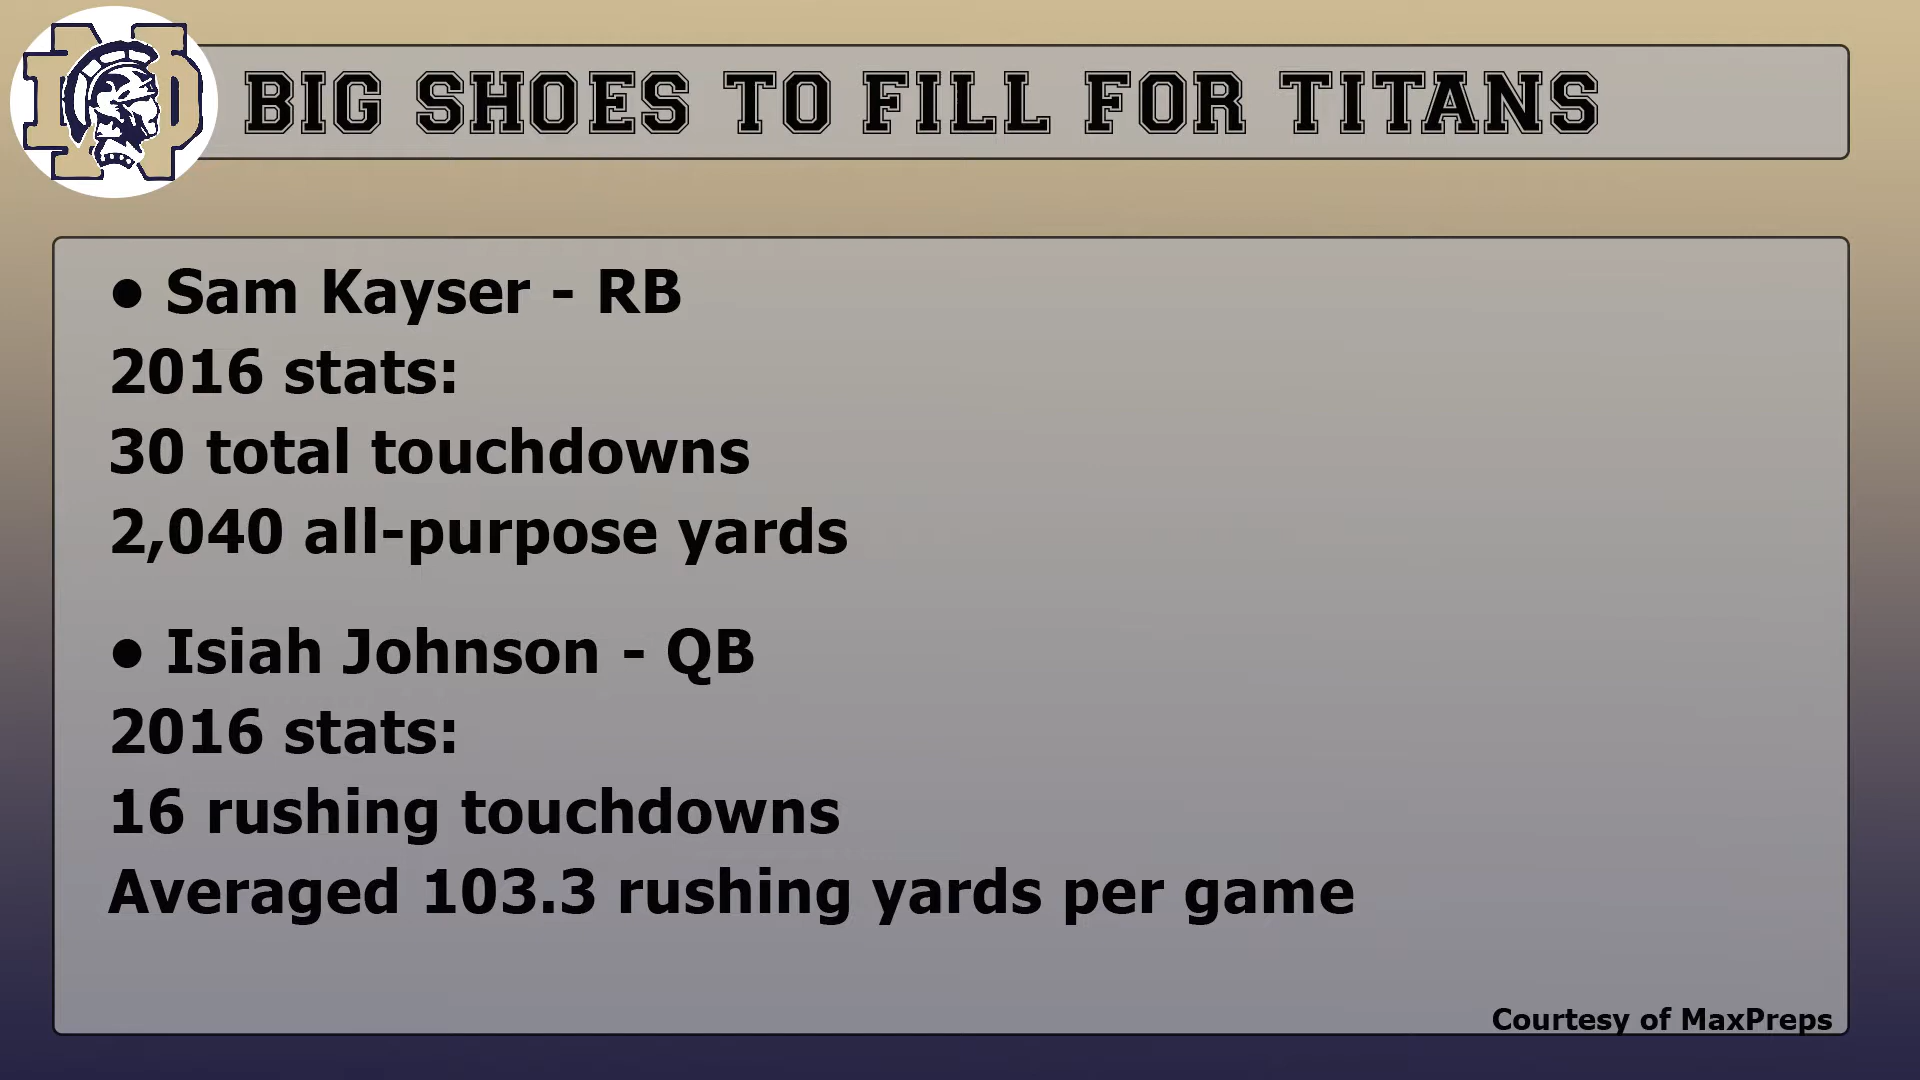 BIG SHOES TO FILL FOR TITANS
● Sam Kayser - RB
2016 stats:
30 total touchdowns
2,040 all-purpose yards
● Isiah Johnson - QB
2016 stats:
16 rushing touchdowns
Averaged 103.3 rushing yards per game
Courtesy of MaxPreps